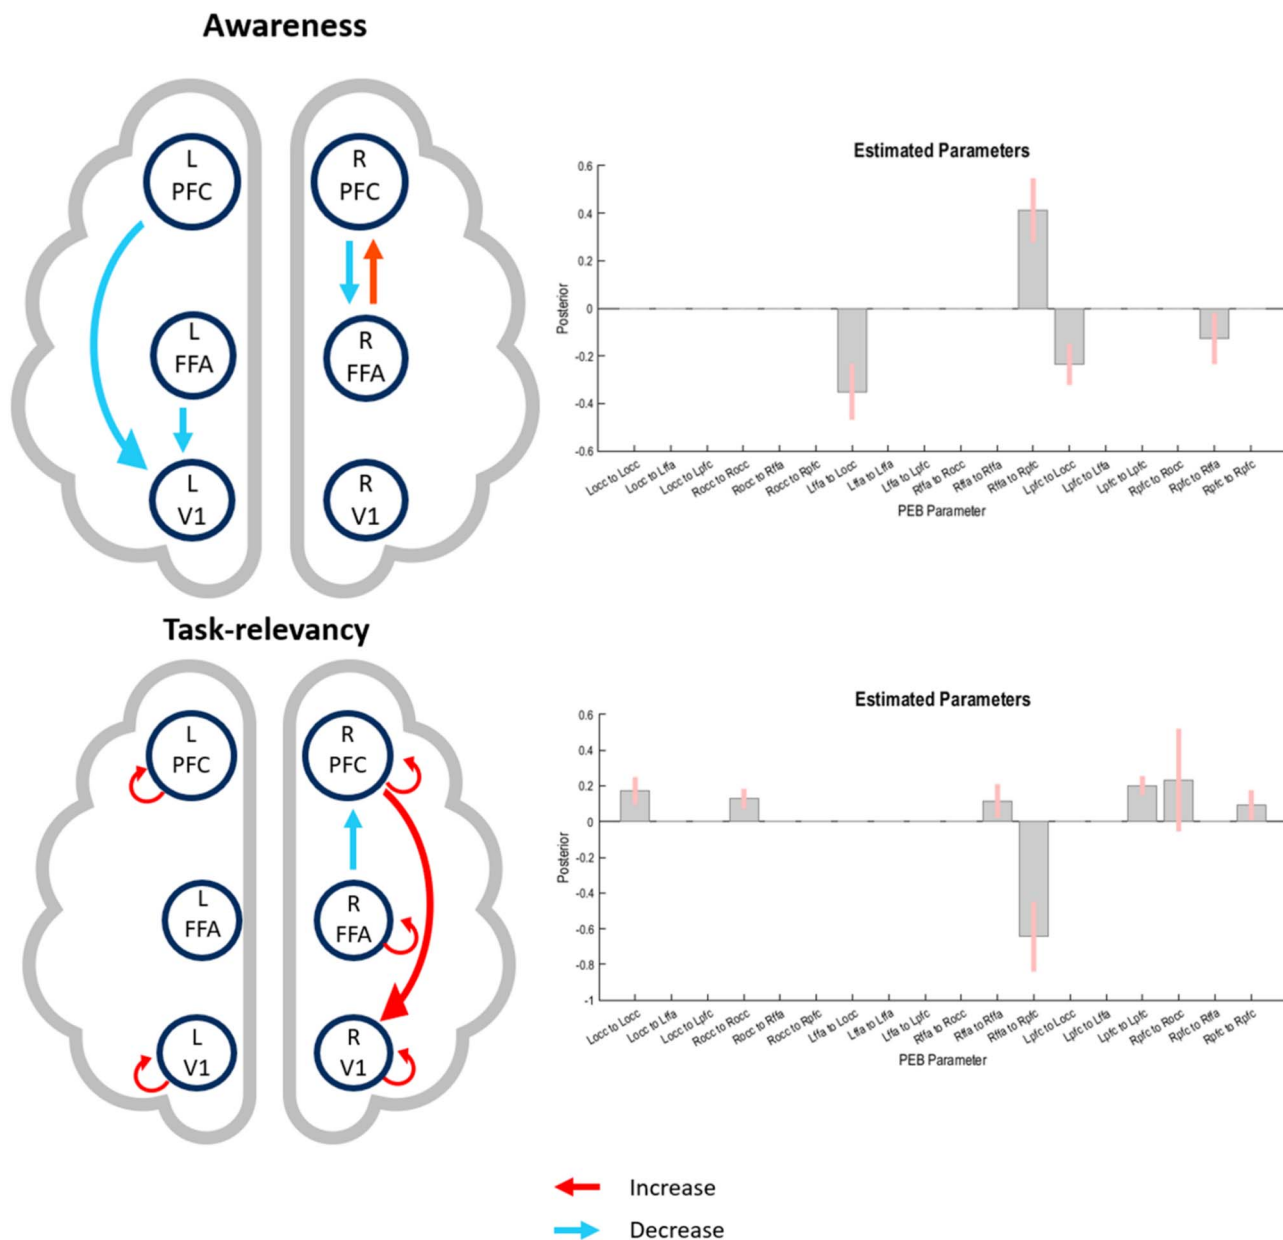 Awareness
L
PFC
R
PFC
L
FFA
R
FFA
L
V1
R
V1
Estimated Parameters
0.6
0.4
0.2
0
-0.2
-0.4
-0.6
Posterior
Locc to Locc
Locc to Lffa
Locc to Lpfc
Rocc to Rocc
Rocc to Rffa
Rocc to Rpfc
Lffa to Locc
Lffa to Lffa
Lffa to Lpfc
Rffa to Rocc
Rffa to Rffa
Rffa to Rpfc
Lpfc to Locc
Lpfc to Lffa
Lpfc to Lpfc
Rpfc to Rocc
Rpfc to Rffa
Rpfc to Rpfc
PEB Parameter
Task-relevancy
L
PFC
R
PFC
L
FFA
R
FFA
L
V1
R
V1
Estimated Parameters
0.6
0.4
0.2
0
-0.2
-0.4
-0.6
-0.8
-1
Posterior
Locc to Locc
Locc to Lffa
Locc to Lpfc
Rocc to Rocc
Rocc to Rffa
Rocc to Rpfc
Lffa to Locc
Lffa to Lffa
Lffa to Lpfc
Rffa to Rocc
Rffa to Rffa
Rffa to Rpfc
Lpfc to Locc
Lpfc to Lffa
Lpfc to Lpfc
Rpfc to Rocc
Rpfc to Rffa
Rpfc to Rpfc
PEB Parameter
Increase
Decrease